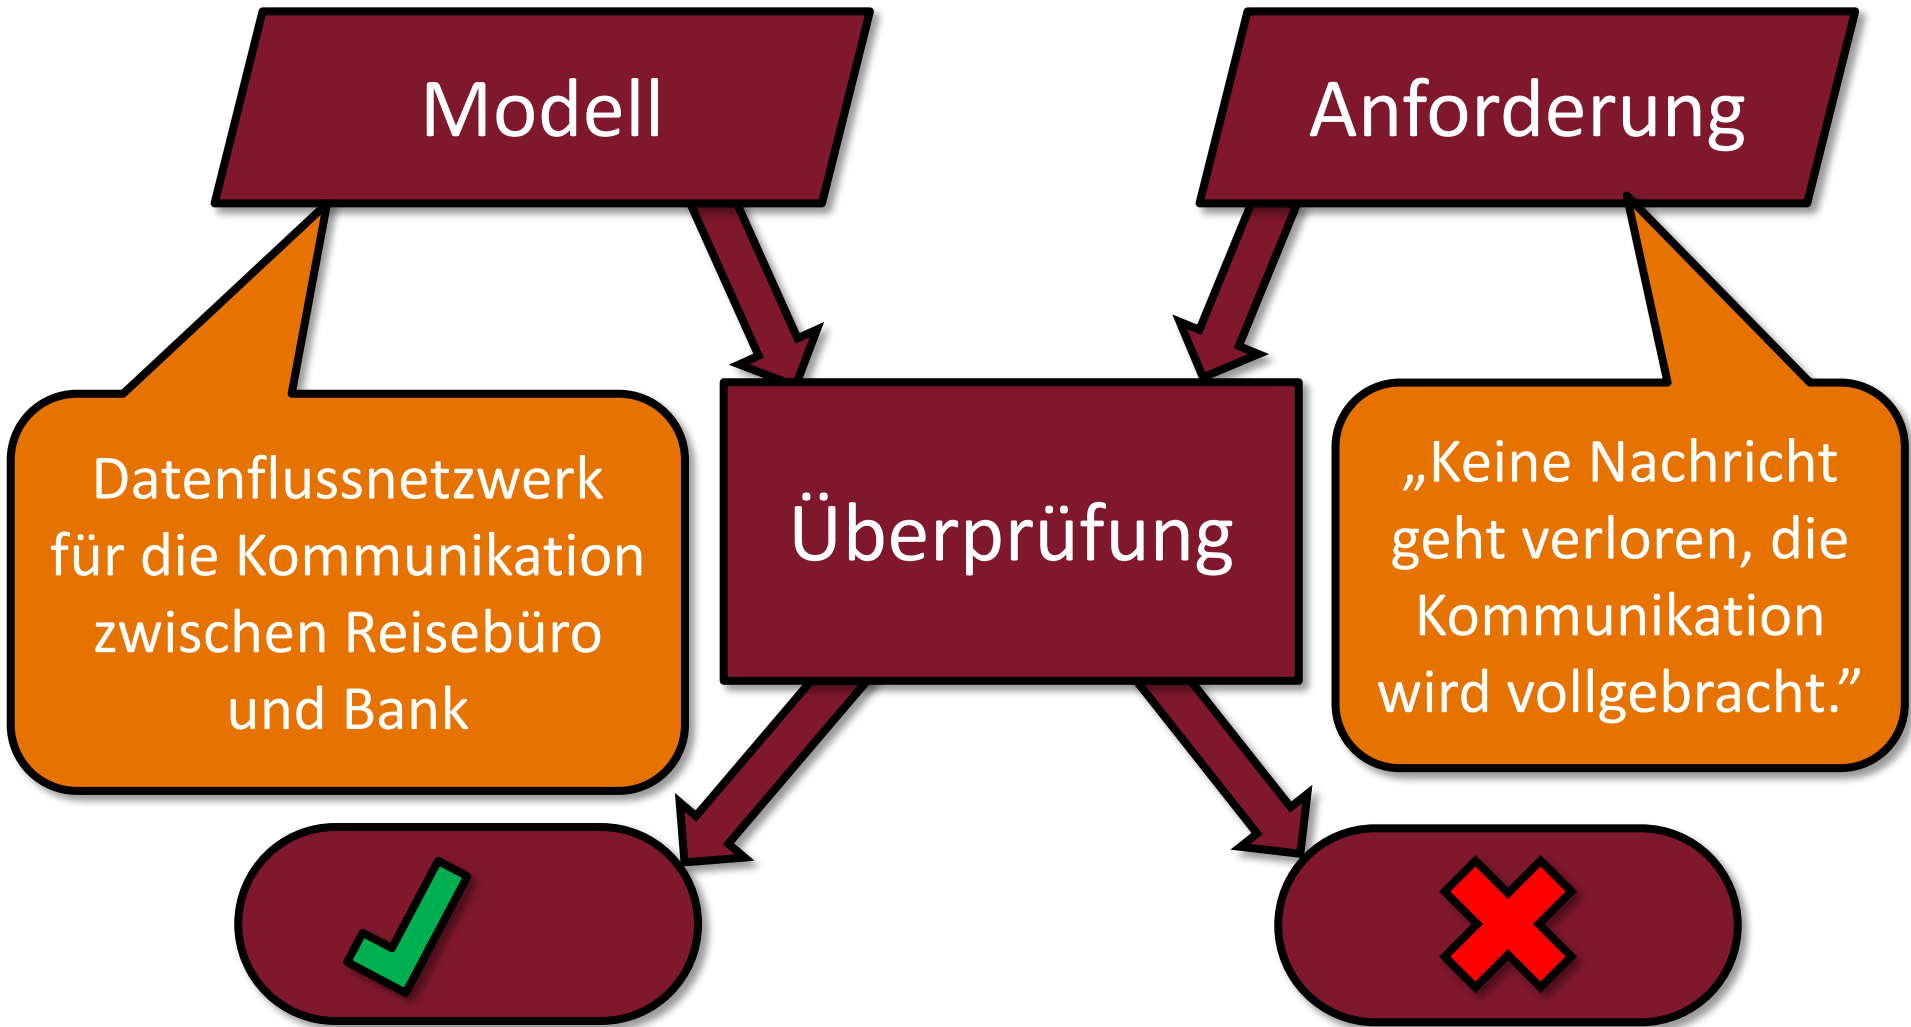 Modell
Anforderung
Datenflussnetzwerk
für die Kommunikation
zwischen Reisebüro
und Bank
Überprüfung
„Keine Nachricht
geht verloren, die
Kommunikation
wird vollgebracht.”